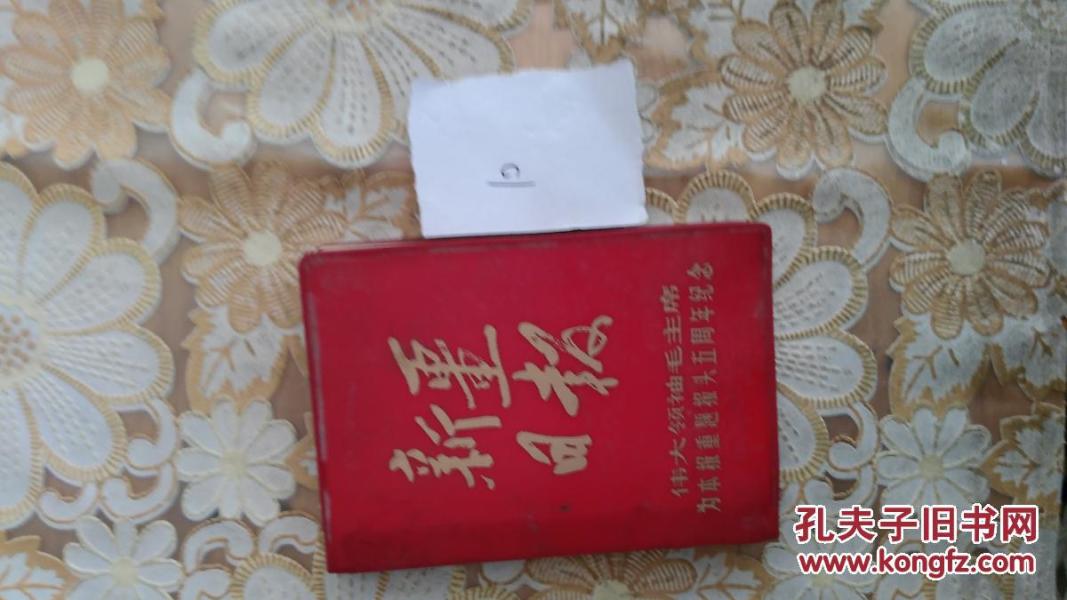 新疆
日报
伟大领袖毛主席
为本报重题报头五周年纪念
孔夫子旧书网
www.kongfz.com